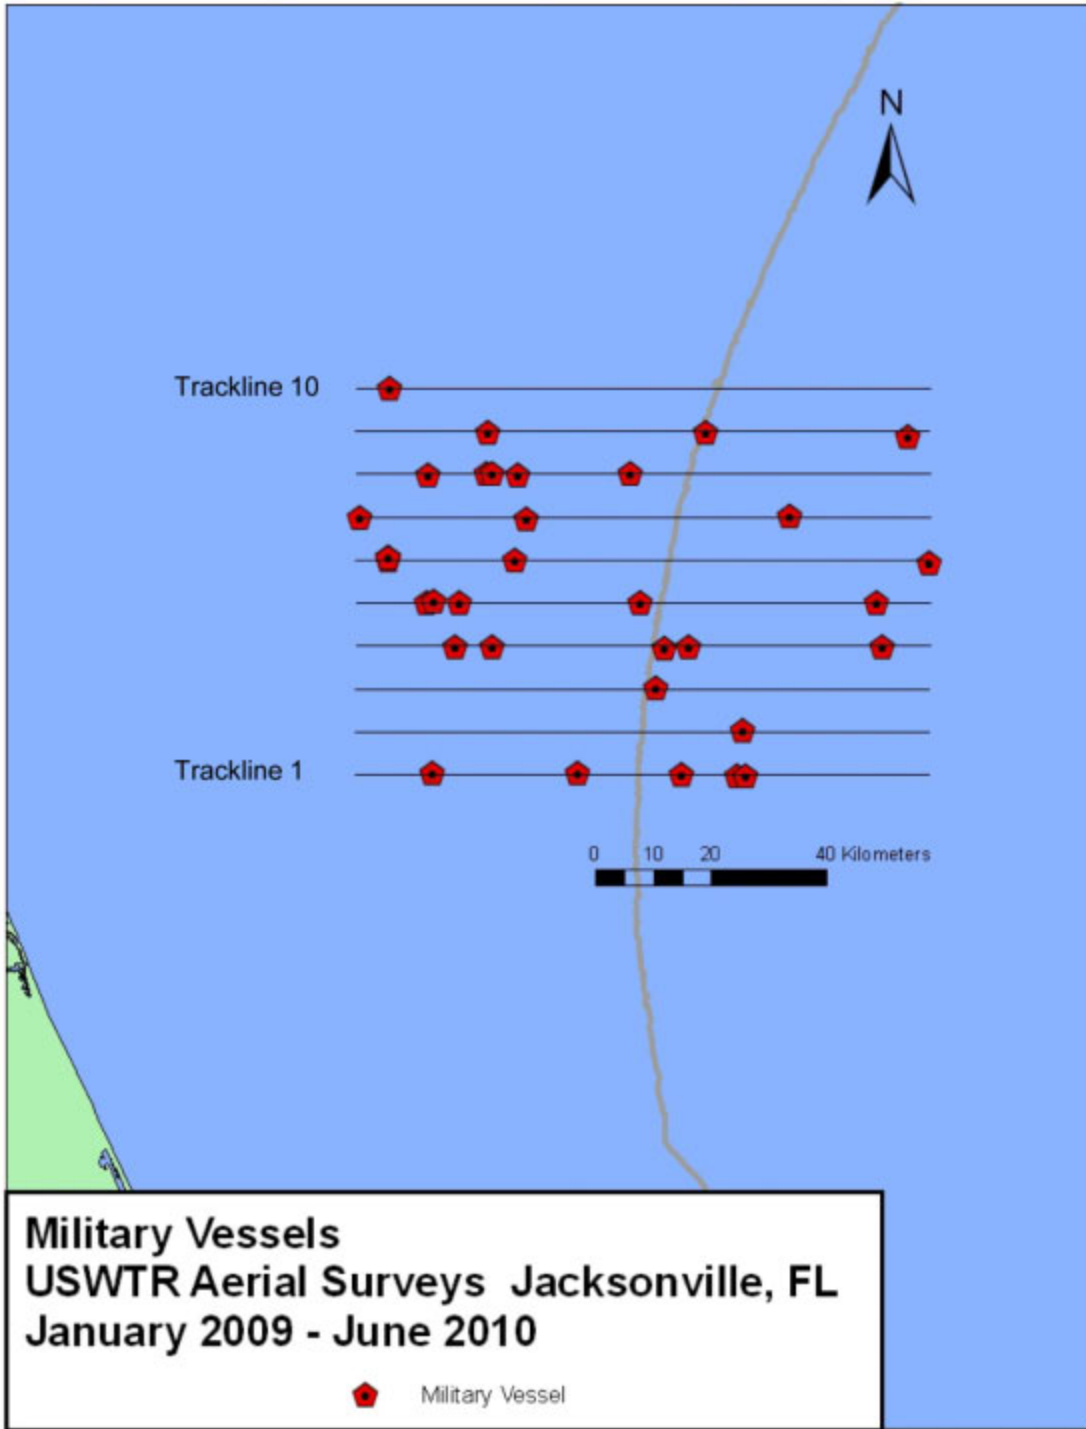 N
Trackline 10
Trackline 1
0 10 20 40 Kilometers
Military Vessels
USWTR Aerial Surveys Jacksonville, FL
January 2009 - June 2010
Military Vessel